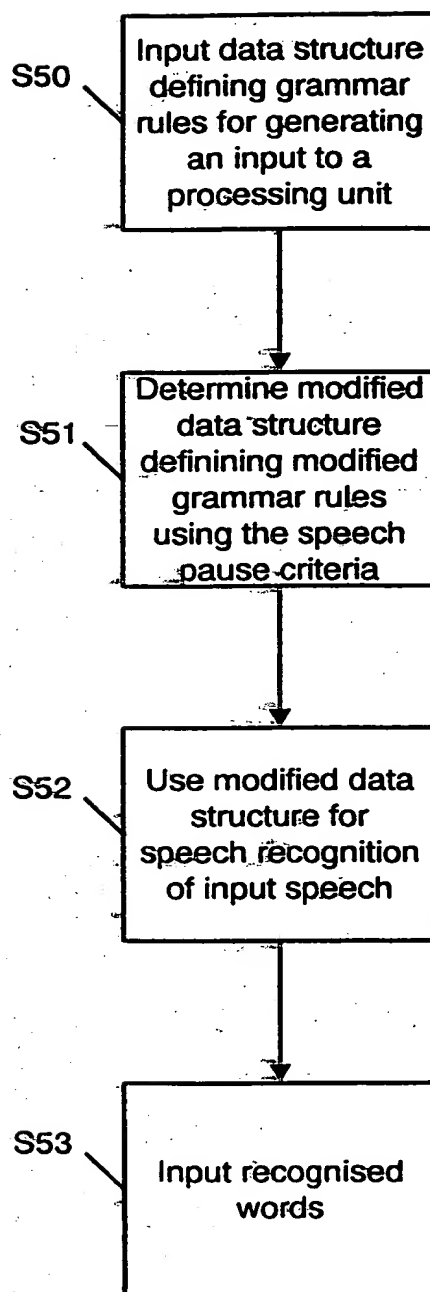 S50
Input data structure
defining grammar
rules for generating
an input to a
processing unit
S51
Determine modified
data structure
definining modified
grammar rules
using the speech
pause criteria
S52
Use modified data
structure for
speech recognition
of input speech
S53
Input recognised
words